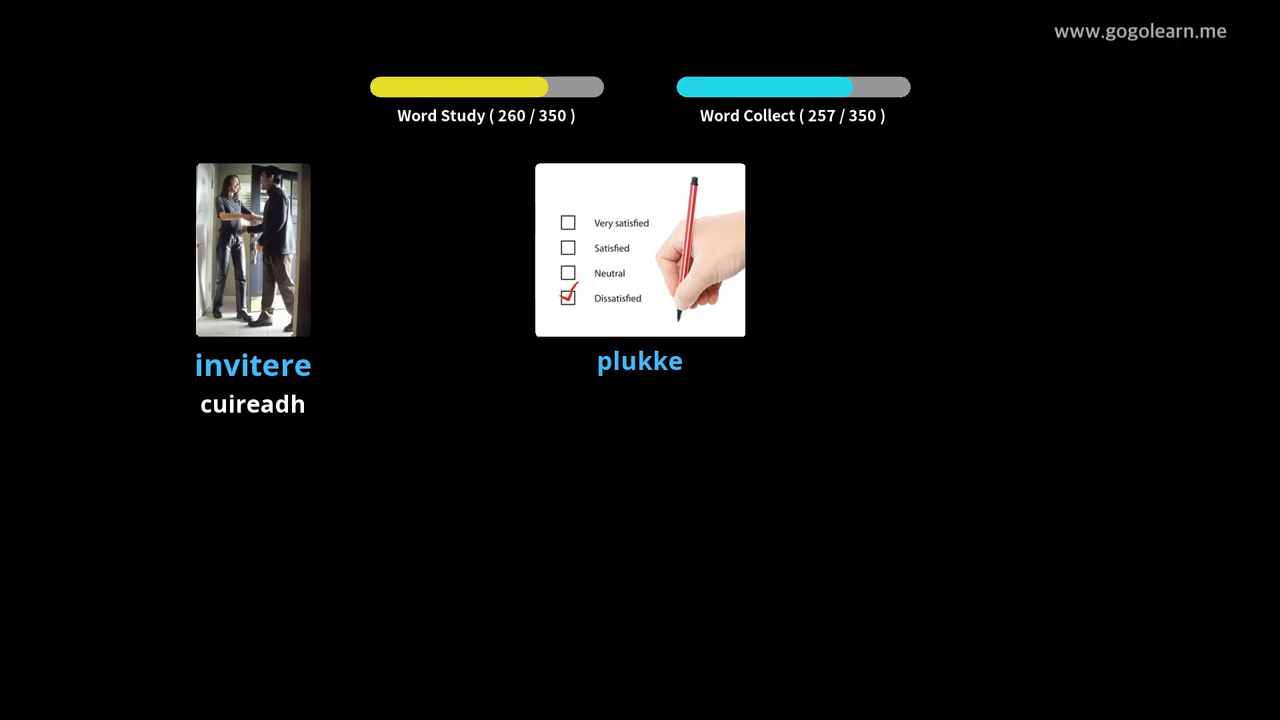 www.gogolearn.me
Word Study ( 260 / 350 )
Word Collect ( 257 / 350 )
Very satisfied
Satisfied
Neutral
Dissatisfied
invitere
plukke
cuireadh